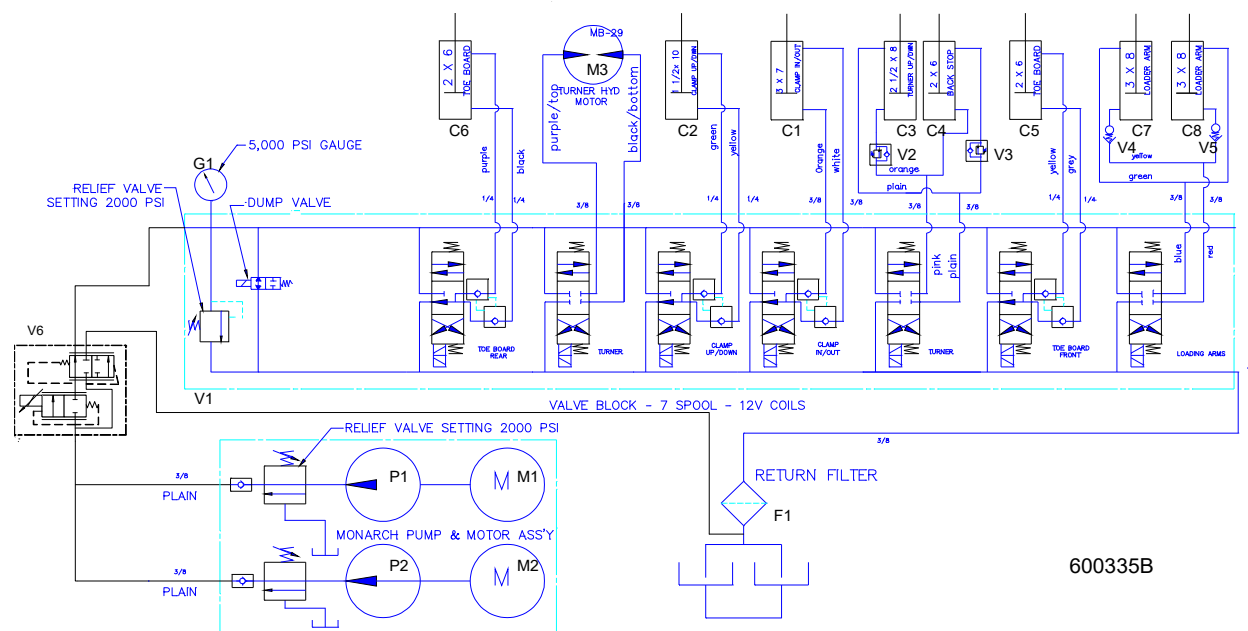 MB-29
M3
TURNER HYD
MOTOR
2 X 6
TOE BOARD
C6
1 1/2x 10
CLAMP UP/DWN
C2
3 X 7
CLAMP IN/OUT
C1
2 1/2 X 8
TURNER UP/DWN
C3
2 X 6
BACK STOP
C4
2 X 6
TOE BOARD
C5
3 X 8
LOADER ARM
C7
3 X 8
LOADER ARM
C8
V2
V3
V4
V5
purple
black
purple/top
black/bottom
green
yellow
Orange
white
orange
plain
yellow
grey
yellow
green
1/4
1/4
3/8
3/8
1/4
1/4
3/8
3/8
3/8
3/8
1/4
1/4
3/8
3/8
pink
plain
blue
red
G1
5,000 PSI GAUGE
RELIEF VALVE
SETTING 2000 PSI
DUMP VALVE
V6
V1
TOE BOARD
REAR
TURNER
CLAMP
UP/DOWN
CLAMP
IN/OUT
TURNER
TOE BOARD
FRONT
LOADING ARMS
VALVE BLOCK - 7 SPOOL - 12V COILS
RELIEF VALVE SETTING 2000 PSI
3/8
3/8
PLAIN
P1
M
M1
MONARCH PUMP & MOTOR ASS'Y
3/8
PLAIN
P2
M
M2
RETURN FILTER
F1
600335B